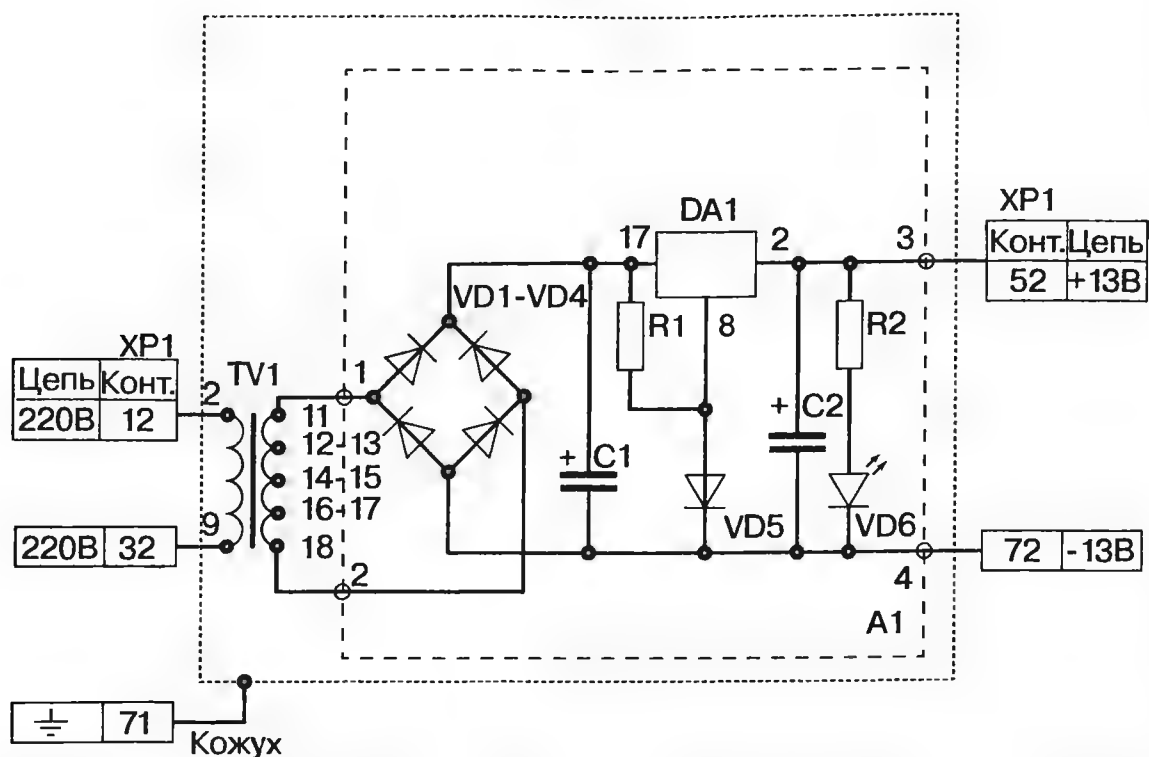 DA1
XP1
17
2
3
Конт.
Цепь
52
+13В
VD1-VD4
R1
8
R2
XP1
Цепь
Конт.
2
TV1
1
220В
12
11
12-13
14-15
16-17
18
+
C1
+
C2
9
220В
32
VD5
VD6
2
72
-13В
4
A1
71
Кожух